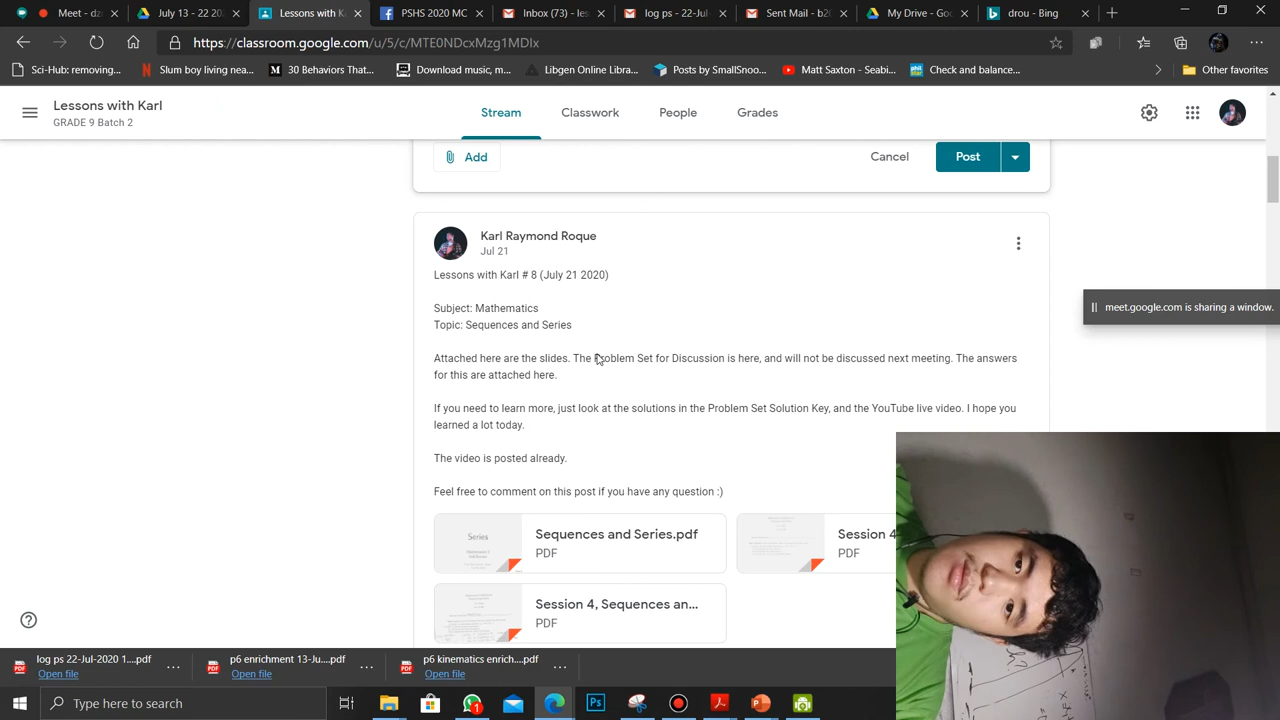 Meet - dz
July 13 - 22 20
Lessons with Ka
PSHS 2020 MC
Inbox (73) - les
log ps - 22-Jul
Sent Mail - b20
My Drive - Goo
drou - Bing
https://classroom.google.com/u/5/c/MTE0NDcxMzg1MDIx
Sci-Hub: removing...
Slum boy living nea...
30 Behaviors That...
Download music, m...
Libgen Online Libra...
Posts by SmallSnoo...
Matt Saxton - Seabi...
Check and balance...
Other favorites
Lessons with Karl
GRADE 9 Batch 2
Stream
Classwork
People
Grades
Add
Cancel
Post
Karl Raymond Roque
Jul 21
Lessons with Karl # 8 (July 21 2020)
Subject: Mathematics
Topic: Sequences and Series
Attached here are the slides. The Problem Set for Discussion is here, and will not be discussed next meeting. The answers
for this are attached here.
If you need to learn more, just look at the solutions in the Problem Set Solution Key, and the YouTube live video. I hope you
learned a lot today.
The video is posted already.
Feel free to comment on this post if you have any question :)
Series
Sequences and Series.pdf
PDF
Session 4
PDF
Session 4, Sequences an...
PDF
meet.google.com is sharing a window.
log ps 22-Jul-2020 1....pdf
Open file
p6 enrichment 13-Ju....pdf
Open file
p6 kinematics enrich....pdf
Open file
Type here to search